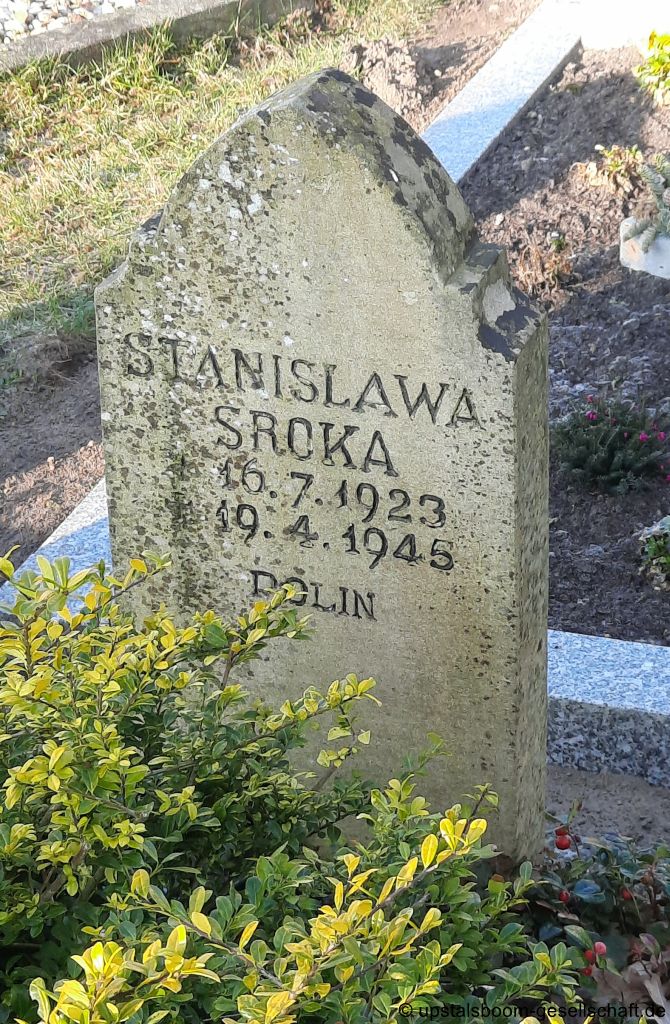 STANISLAWA
SROKA
16.7.1923
19.4.1945
POLIN
© upstalsboom-gesellschaft.de